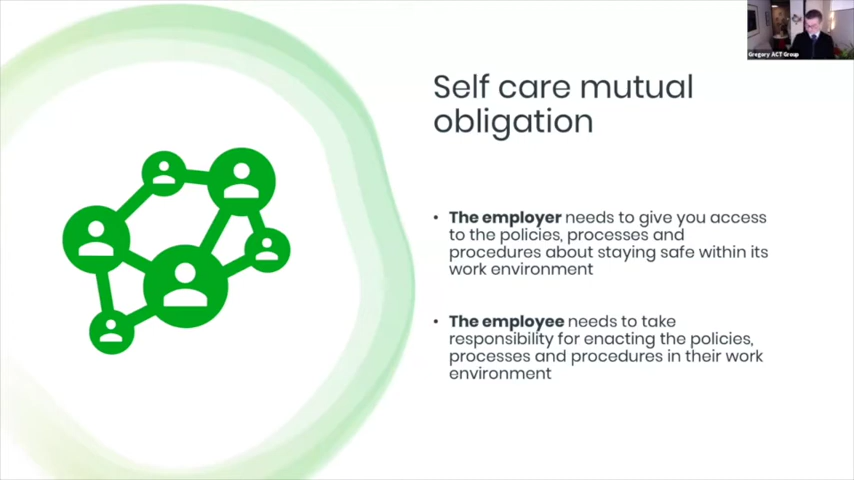 Gregory ACT Group
Self care mutual
obligation
• The employer needs to give you access
to the policies, processes and
procedures about staying safe within its
work environment
• The employee needs to take
responsibility for enacting the policies,
processes and procedures in their work
environment